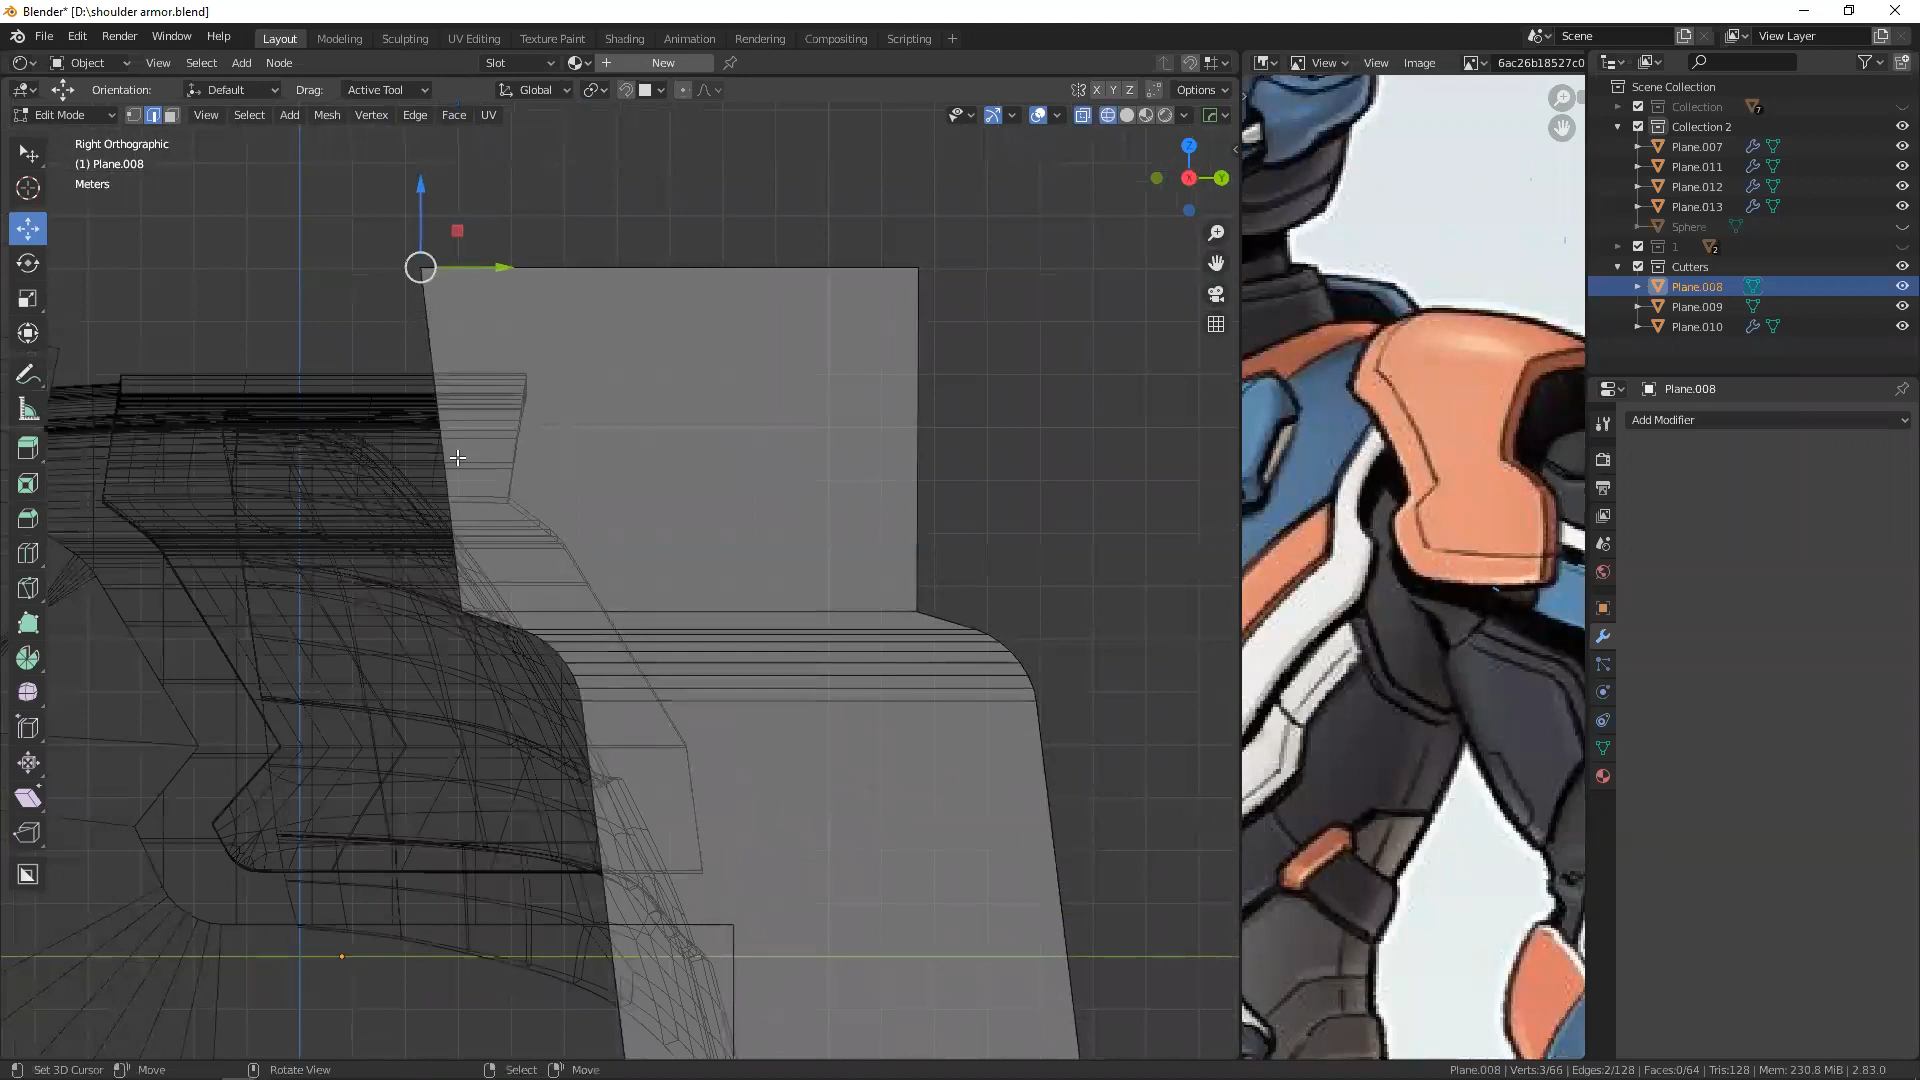 Blender* [D:\shoulder armor.blend]
File Edit Render Window Help
Layout Modeling Sculpting UV Editing Texture Paint Shading Animation Rendering Compositing Scripting +
Scene
View Layer
Object View Select Add Node
Slot
New
View View Image
6ac26b18527c0
Orientation: Default Drag: Active Tool
Global
X Y Z Options
Edit Mode View Select Add Mesh Vertex Edge Face UV
Right Orthographic
(1) Plane.008
Meters
Z
X
Y
Scene Collection
Collection 7
Collection 2
Plane.007
Plane.011
Plane.012
Plane.013
Sphere
1 2
Cutters
Plane.008
Plane.009
Plane.010
Plane.008
Add Modifier
Set 3D Cursor Move Rotate View Select Move
Plane.008 | Verts:3/66 | Edges:2/128 | Faces:0/64 | Tris:128 | Mem: 230.8 MiB | 2.83.0